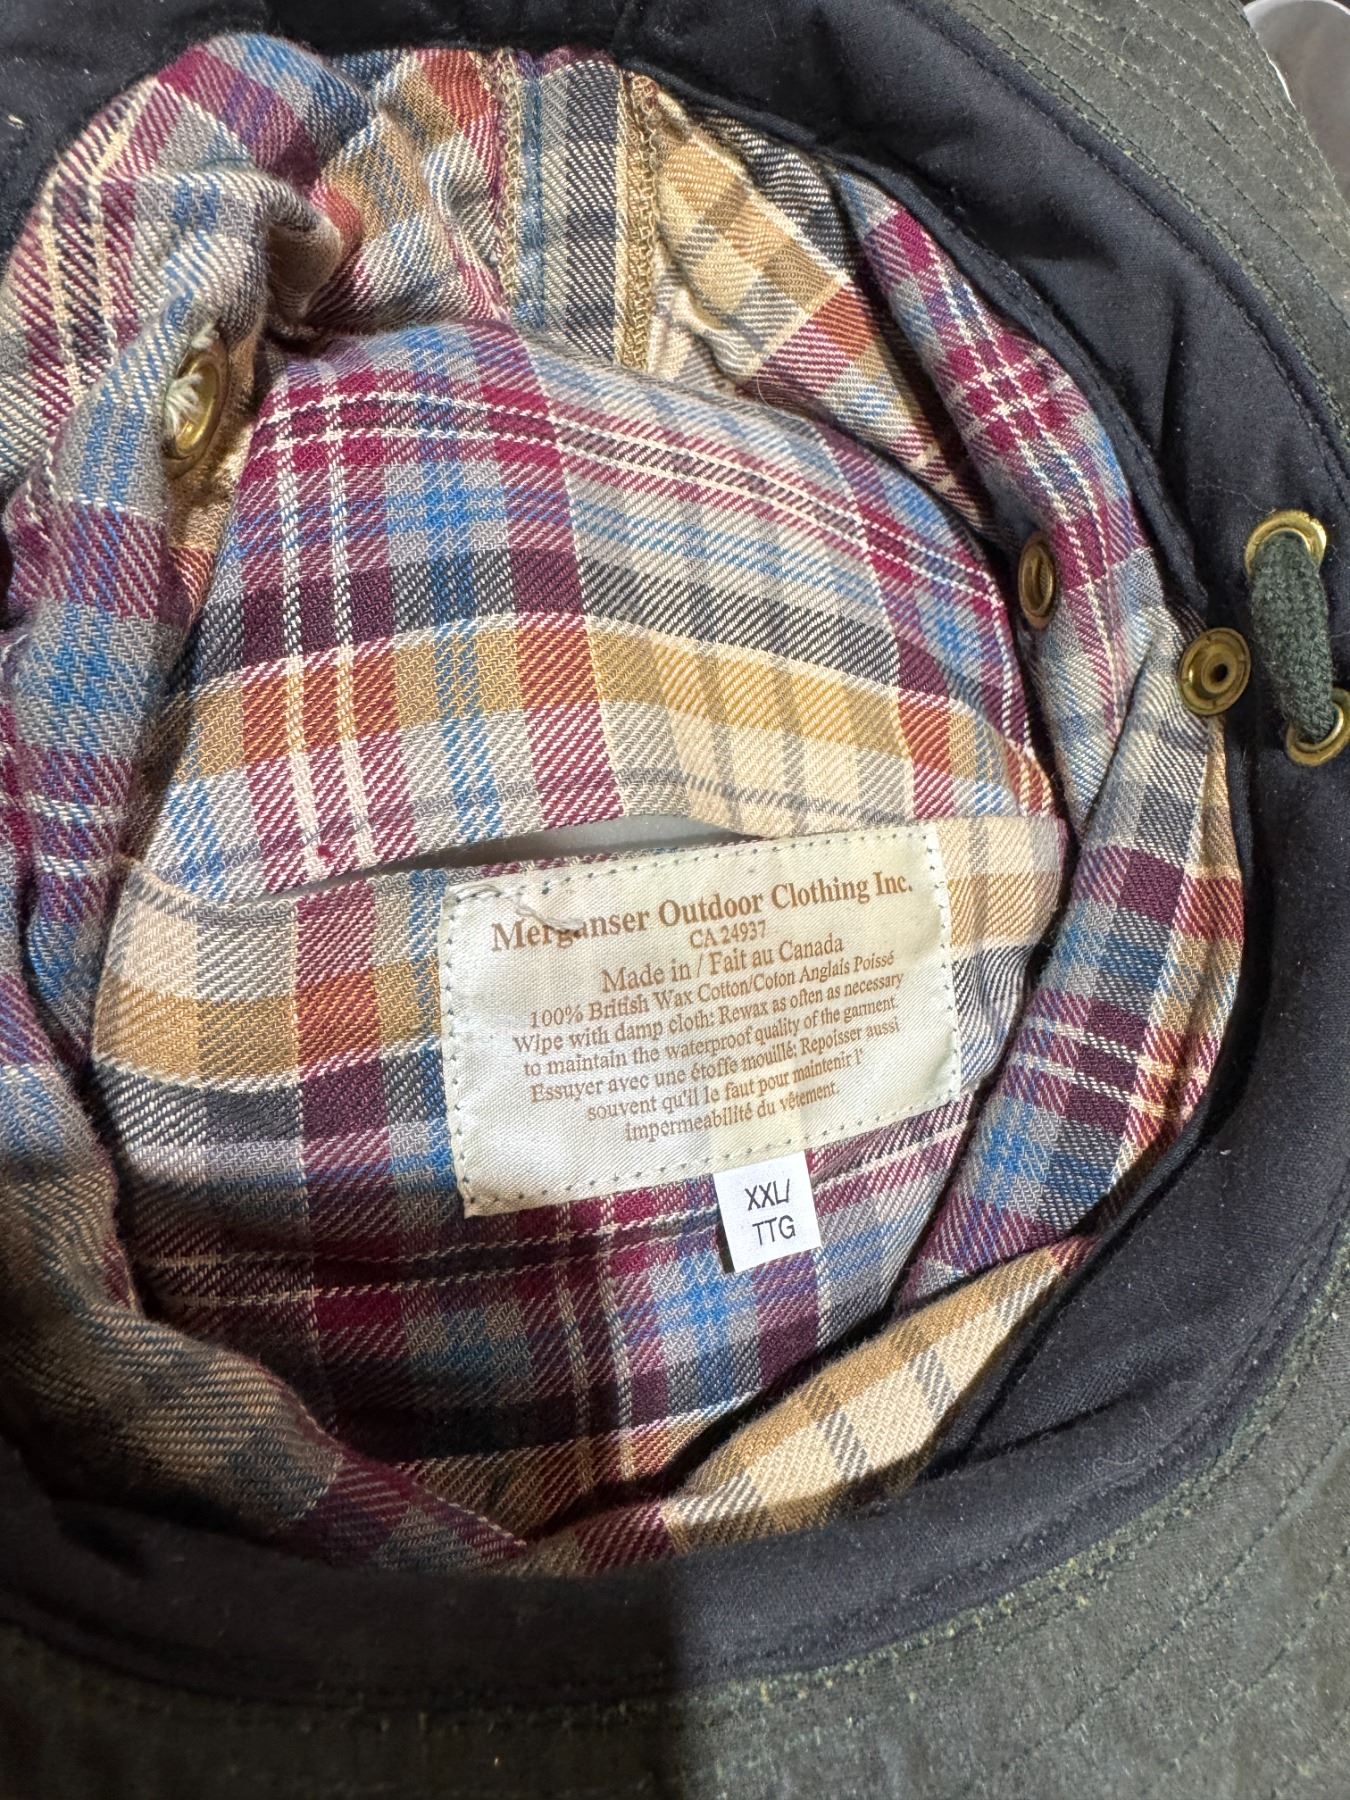 Merganser Outdoor Clothing Inc.
CA 24937
Made in / Fait au Canada
100% British Wax Cotton/Coton Anglais Poissé
Wipe with damp cloth: Rewax as often as necessary
to maintain the waterproof quality of the garment.
Essuyer avec une étoffe mouillé: Repoisser aussi
souvent qu'il le faut pour maintenir l'
impermeabilité du vêtement.
XXL/
TTG